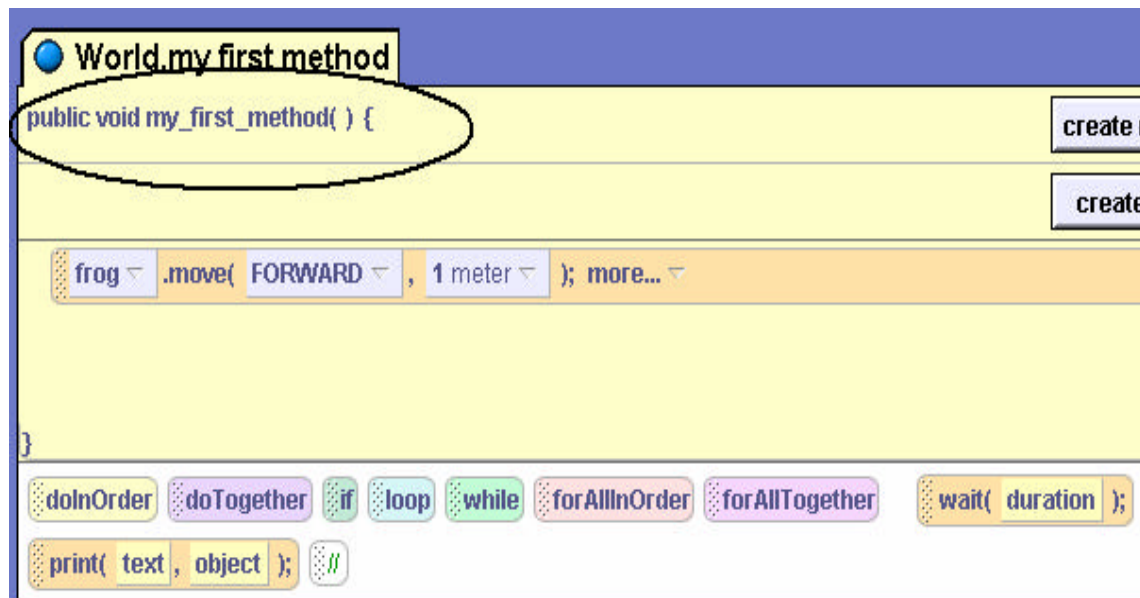 World.my first method
public void my_first_method( ) {
create
create
frog .move( FORWARD , 1 meter ); more...
}
doInOrder doTogether if loop while forAllInOrder forAllTogether wait( duration );
print( text , object ); //